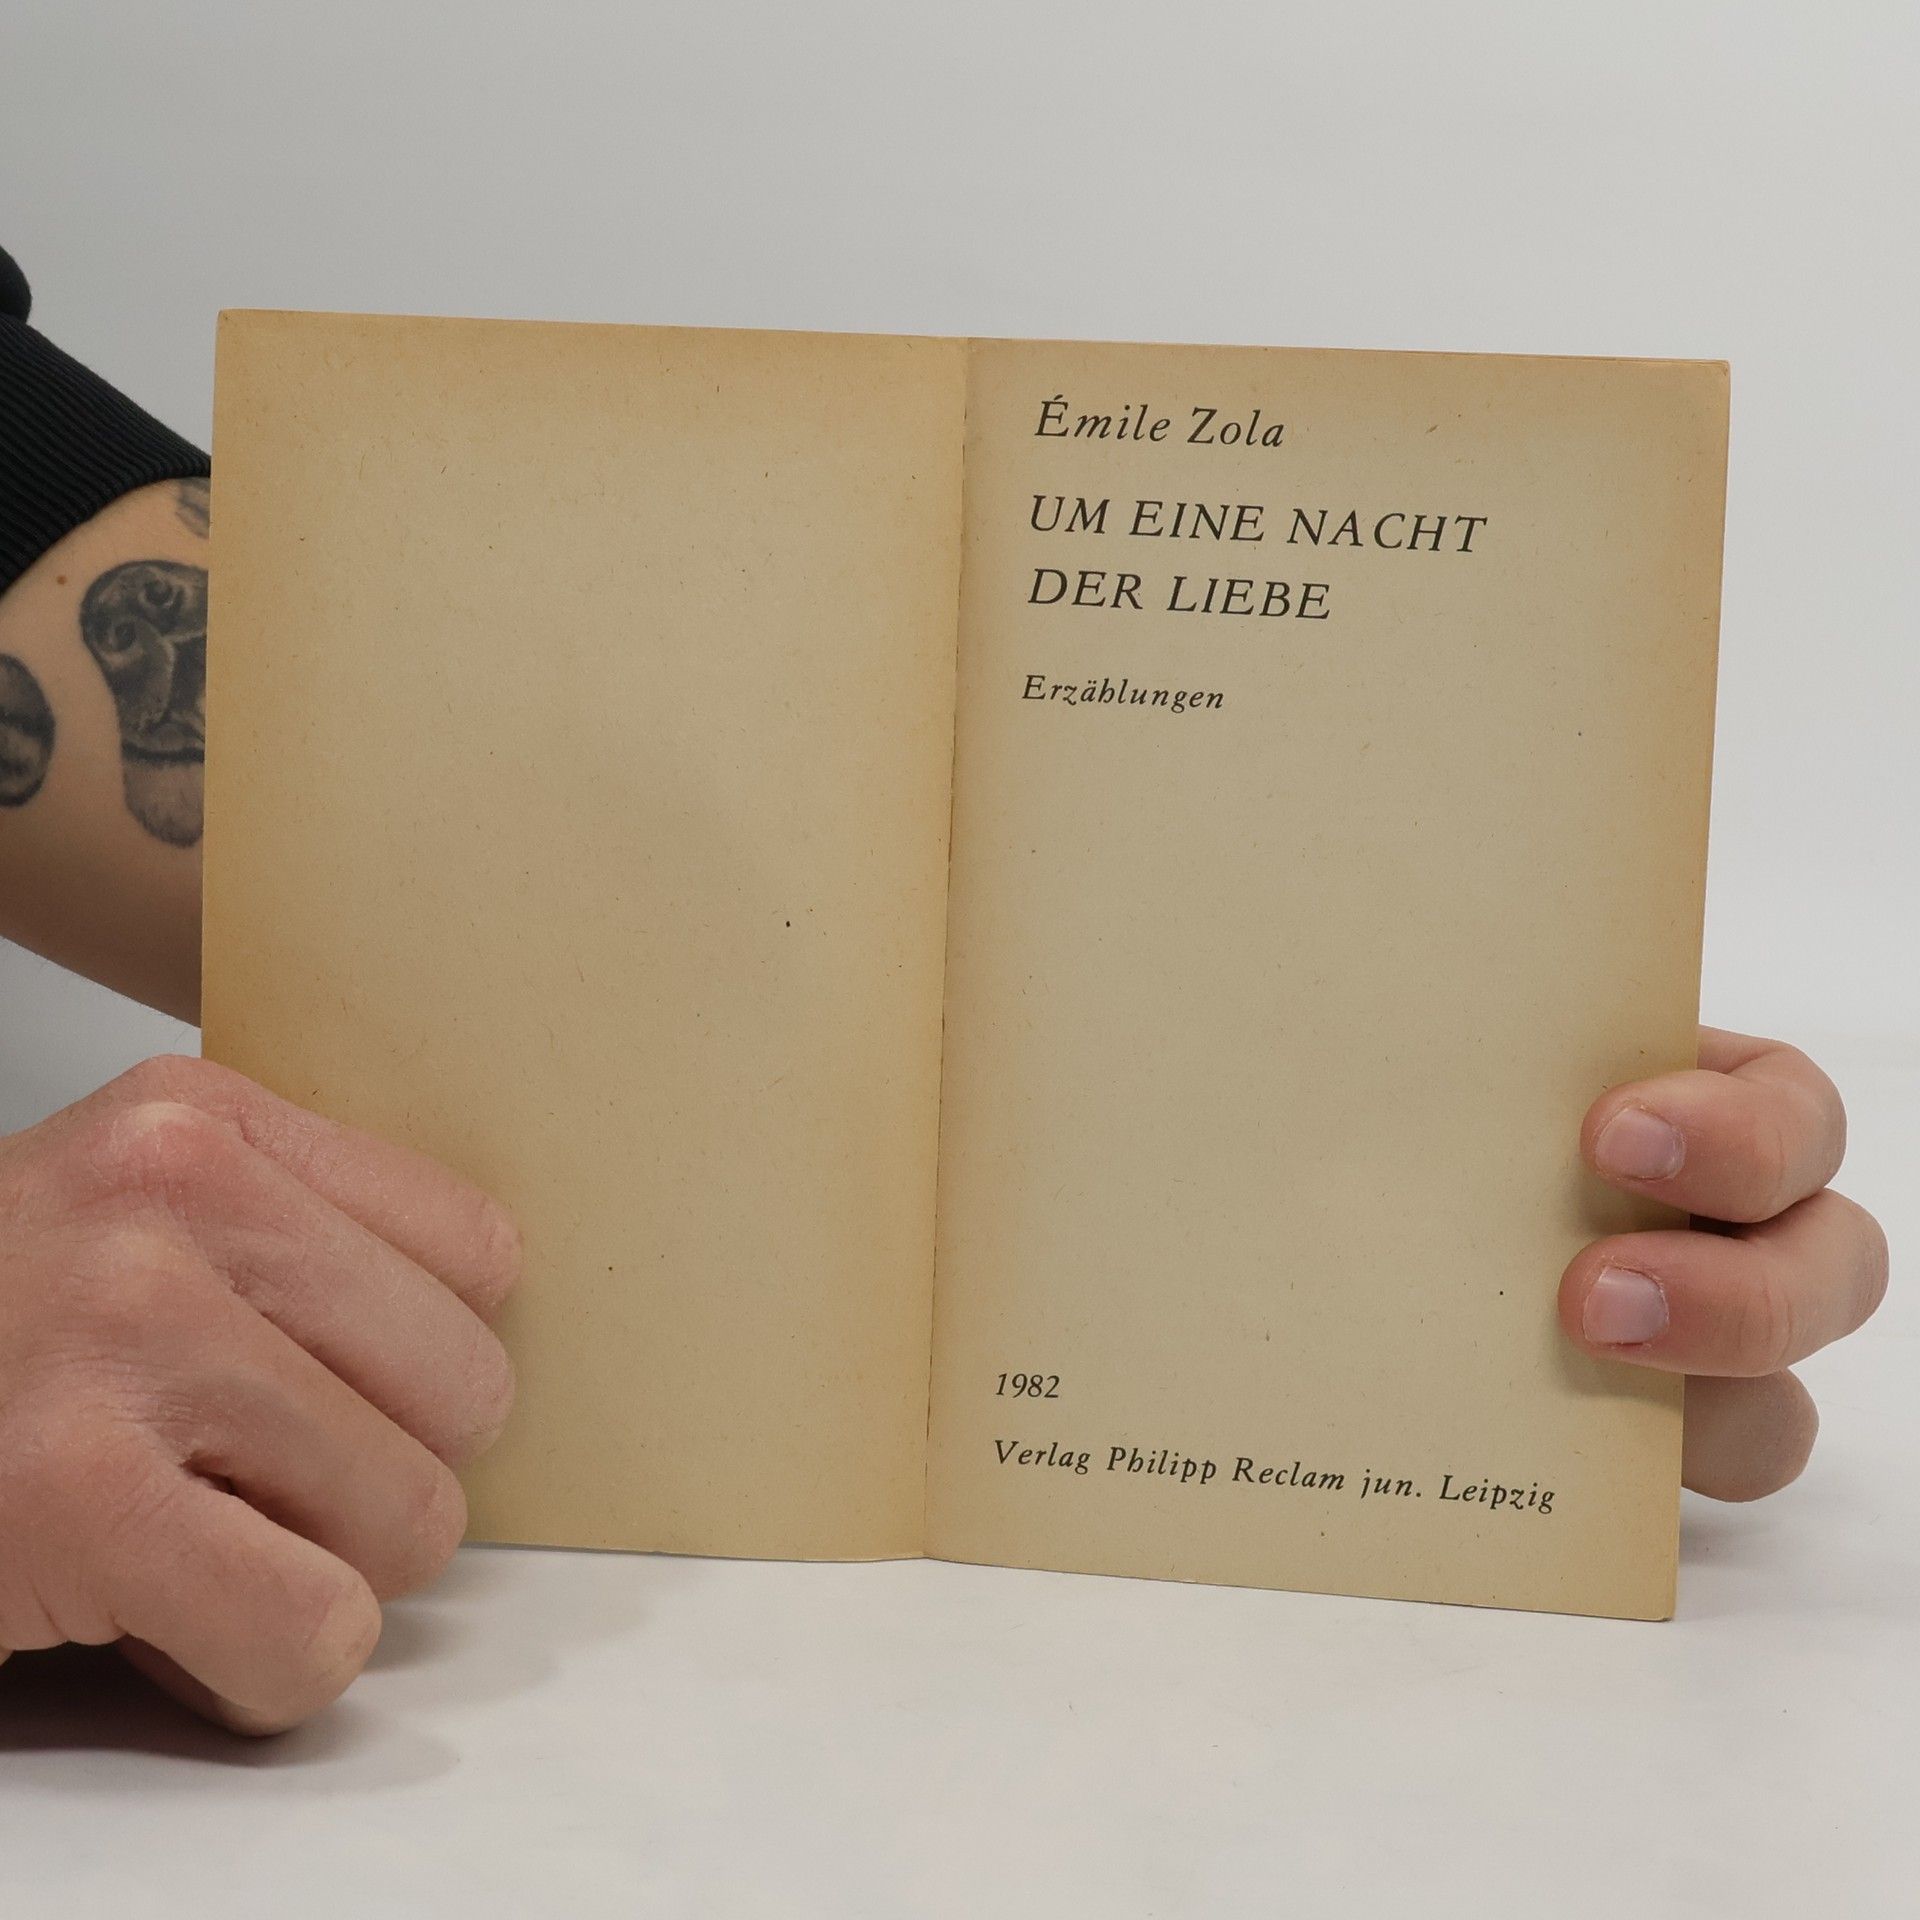 Émile Zola
UM EINE NACHT
DER LIEBE
Erzählungen
1982
Verlag Philipp Reclam jun. Leipzig